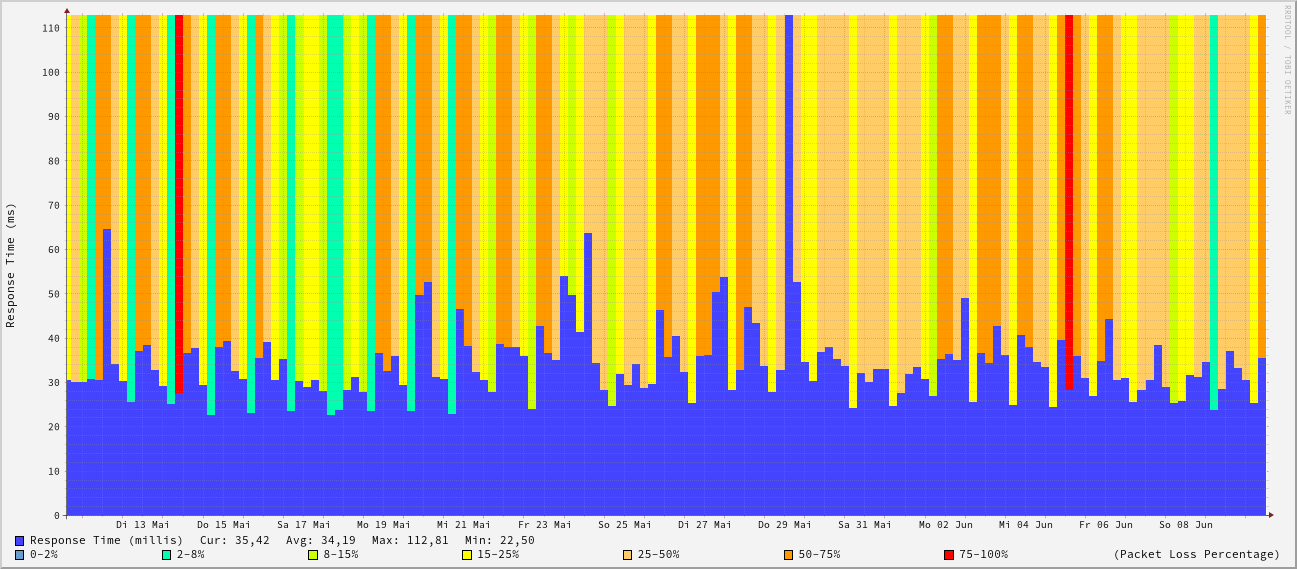 RRDTOOL / TOBI OETIKER
Response Time (ms)
110
100
90
80
70
60
50
40
30
20
10
0
Di 13 Mai Do 15 Mai Sa 17 Mai Mo 19 Mai Mi 21 Mai Fr 23 Mai So 25 Mai Di 27 Mai Do 29 Mai Sa 31 Mai Mo 02 Jun Mi 04 Jun Fr 06 Jun So 08 Jun
Response Time (millis) Cur: 35,42 Avg: 34,19 Max: 112,81 Min: 22,50
0-2% 2-8% 8-15% 15-25% 25-50% 50-75% 75-100% (Packet Loss Percentage)